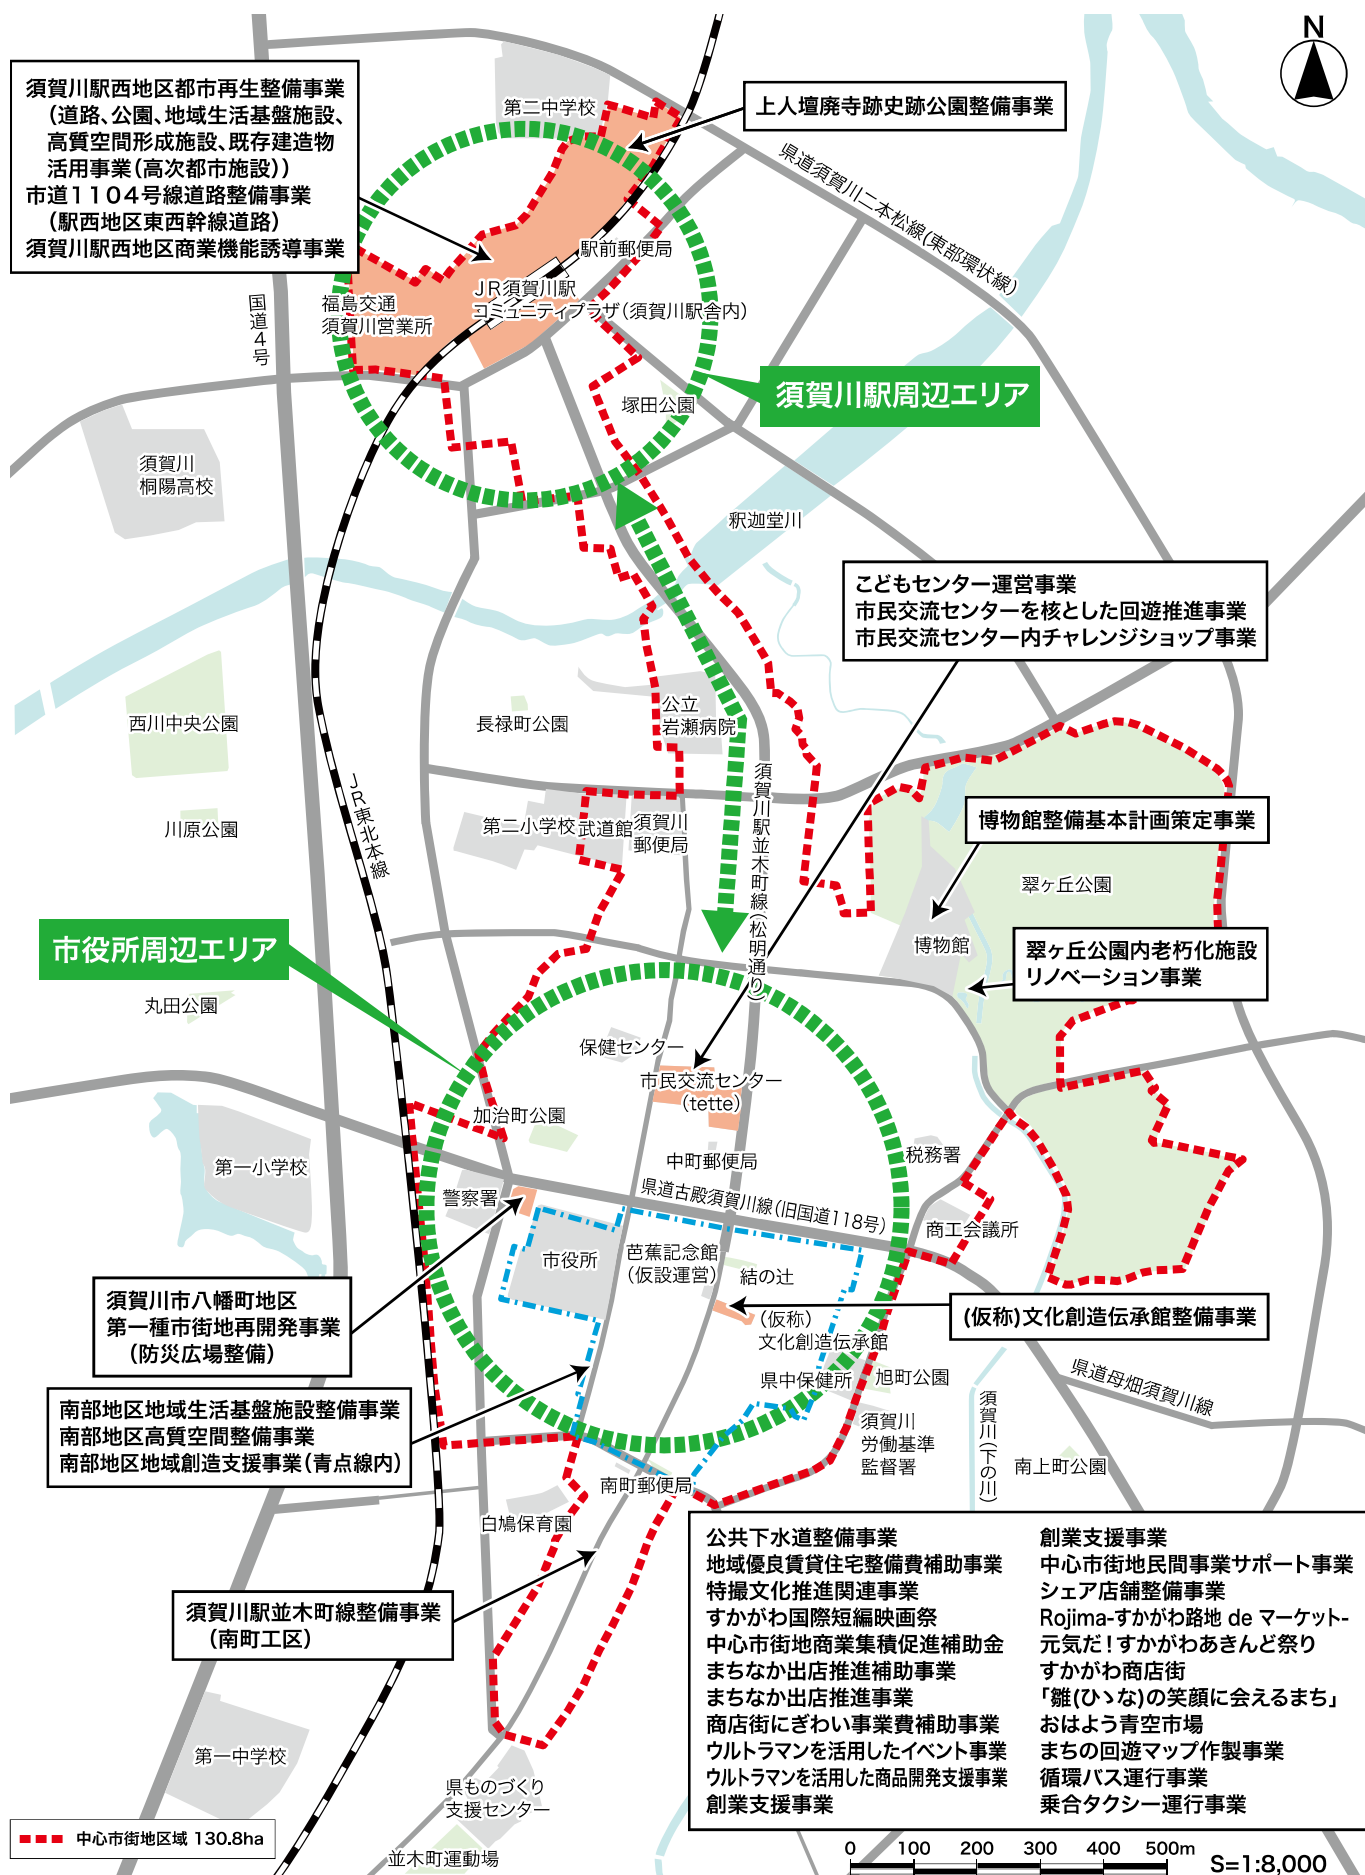 N
須賀川駅西地区都市再生整備事業
(道路、公園、地域生活基盤施設、
高質空間形成施設、既存建造物
活用事業(高次都市施設))
市道1104号線道路整備事業
(駅西地区東西幹線道路)
須賀川駅西地区商業機能誘導事業
第二中学校
上人壇廃寺跡史跡公園整備事業
県道須賀川二本松線(東部環状線)
駅前郵便局
JR須賀川駅
コミュニティプラザ(須賀川駅舎内)
福島交通
須賀川営業所
国道4号
須賀川駅周辺エリア
塚田公園
須賀川
桐陽高校
釈迦堂川
こどもセンター運営事業
市民交流センターを核とした回遊推進事業
市民交流センター内チャレンジショップ事業
西川中央公園
長禄町公園
公立
岩瀬病院
JR東北本線
須賀川駅並木町線(松明通り)
川原公園
第二小学校
武道館
須賀川
郵便局
博物館整備基本計画策定事業
翠ヶ丘公園
博物館
市役所周辺エリア
翠ヶ丘公園内老朽化施設
リノベーション事業
丸田公園
保健センター
市民交流センター
(tette)
加治町公園
中町郵便局
税務署
第一小学校
警察署
県道古殿須賀川線(旧国道118号)
商工会議所
市役所
芭蕉記念館
(仮設運営)
結の辻
須賀川市八幡町地区
第一種市街地再開発事業
(防災広場整備)
(仮称)
文化創造伝承館
(仮称)文化創造伝承館整備事業
県中保健所
旭町公園
県道母畑須賀川線
南部地区地域生活基盤施設整備事業
南部地区高質空間整備事業
南部地区地域創造支援事業(青点線内)
須賀川
労働基準
監督署
須賀川(下の川)
南上町公園
南町郵便局
白鳩保育園
須賀川駅並木町線整備事業
(南町工区)
公共下水道整備事業
地域優良賃貸住宅整備費補助事業
特撮文化推進関連事業
すかがわ国際短編映画祭
中心市街地商業集積促進補助金
まちなか出店推進補助事業
まちなか出店推進事業
商店街にぎわい事業費補助事業
ウルトラマンを活用したイベント事業
ウルトラマンを活用した商品開発支援事業
創業支援事業
創業支援事業
中心市街地民間事業サポート事業
シェア店舗整備事業
Rojima-すかがわ路地 de マーケット-
元気だ!すかがわあきんど祭り
すかがわ商店街
「雛(ひゝな)の笑顔に会えるまち」
おはよう青空市場
まちの回遊マップ作製事業
循環バス運行事業
乗合タクシー運行事業
第一中学校
県ものづくり
支援センター
並木町運動場
中心市街地区域 130.8ha
0 100 200 300 400 500m
S=1:8,000